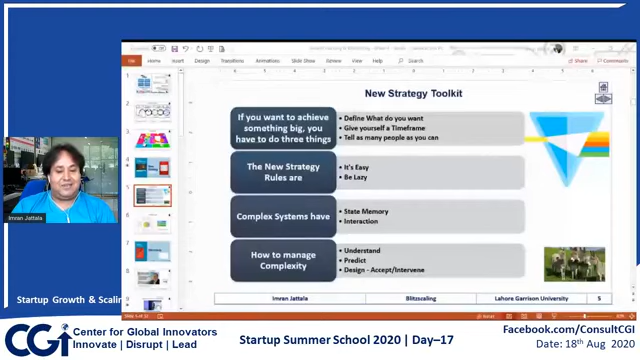 File
Insert
Design
Transitions
Animations
Slide Show
Review
View
Help
Search
Share
Comments
New Strategy Toolkit
If you want to achieve
something big, you
have to do three things
• Define What do you want
• Give yourself a Timeframe
• Tell as many people as you can
The New Strategy
Rules are
• It's Easy
• Be Lazy
Complex Systems have
• State Memory
• Interaction
How to manage
Complexity
• Understand
• Predict
• Design - Accept/Intervene
Imran Jattala
Blitzscaling
Lahore Garrison University
5
Imran Jattala
Startup Growth & Scalin
CGI
Center for Global Innovators
Innovate | Disrupt | Lead
Startup Summer School 2020 | Day–17
Facebook.com/ConsultCGI
Date: 18th Aug 2020